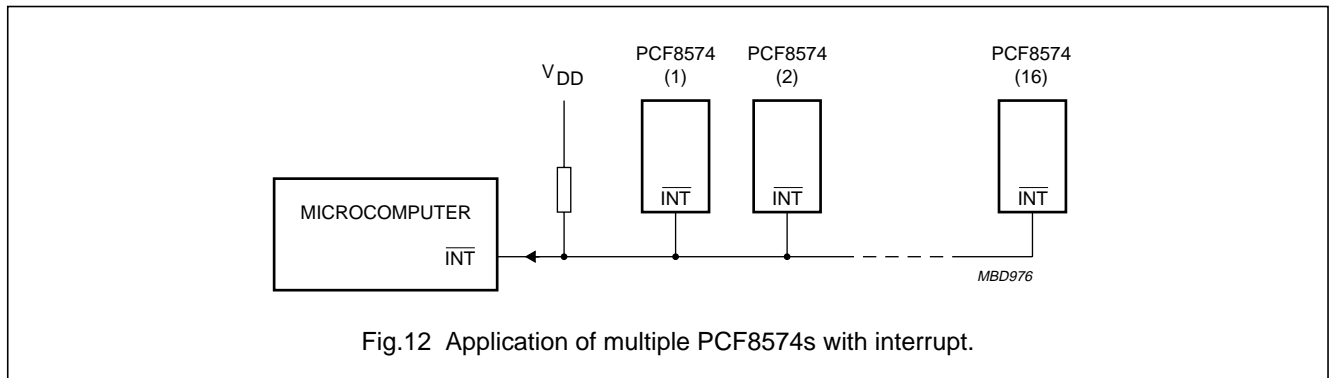 PCF8574 PCF8574 PCF8574
(1) (2) (16)
VDD
INT INT INT
MICROCOMPUTER
INT
MBD976
Fig.12 Application of multiple PCF8574s with interrupt.